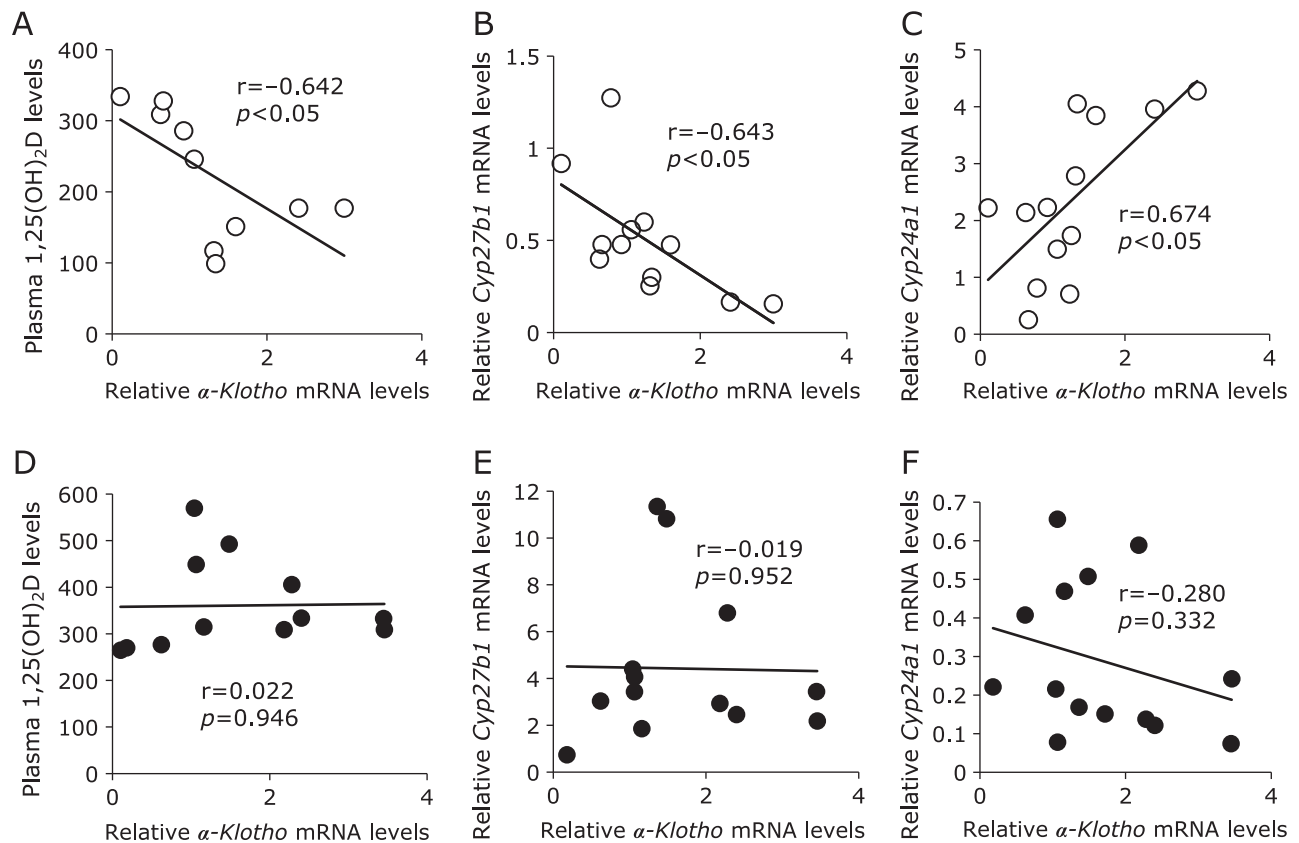 A
Plasma 1,25(OH)₂D levels
400
300
200
100
0
r=−0.642
p<0.05
0
2
4
Relative α-Klotho mRNA levels
B
Relative Cyp27b1 mRNA levels
1.5
1
0.5
0
r=−0.643
p<0.05
0
2
4
Relative α-Klotho mRNA levels
C
Relative Cyp24a1 mRNA levels
5
4
3
2
1
0
r=0.674
p<0.05
0
2
4
Relative α-Klotho mRNA levels
D
Plasma 1,25(OH)₂D levels
600
500
400
300
200
100
0
r=0.022
p=0.946
0
2
4
Relative α-Klotho mRNA levels
E
Relative Cyp27b1 mRNA levels
12
10
8
6
4
2
0
r=−0.019
p=0.952
0
2
4
Relative α-Klotho mRNA levels
F
Relative Cyp24a1 mRNA levels
0.7
0.6
0.5
0.4
0.3
0.2
0.1
0
r=−0.280
p=0.332
0
2
4
Relative α-Klotho mRNA levels